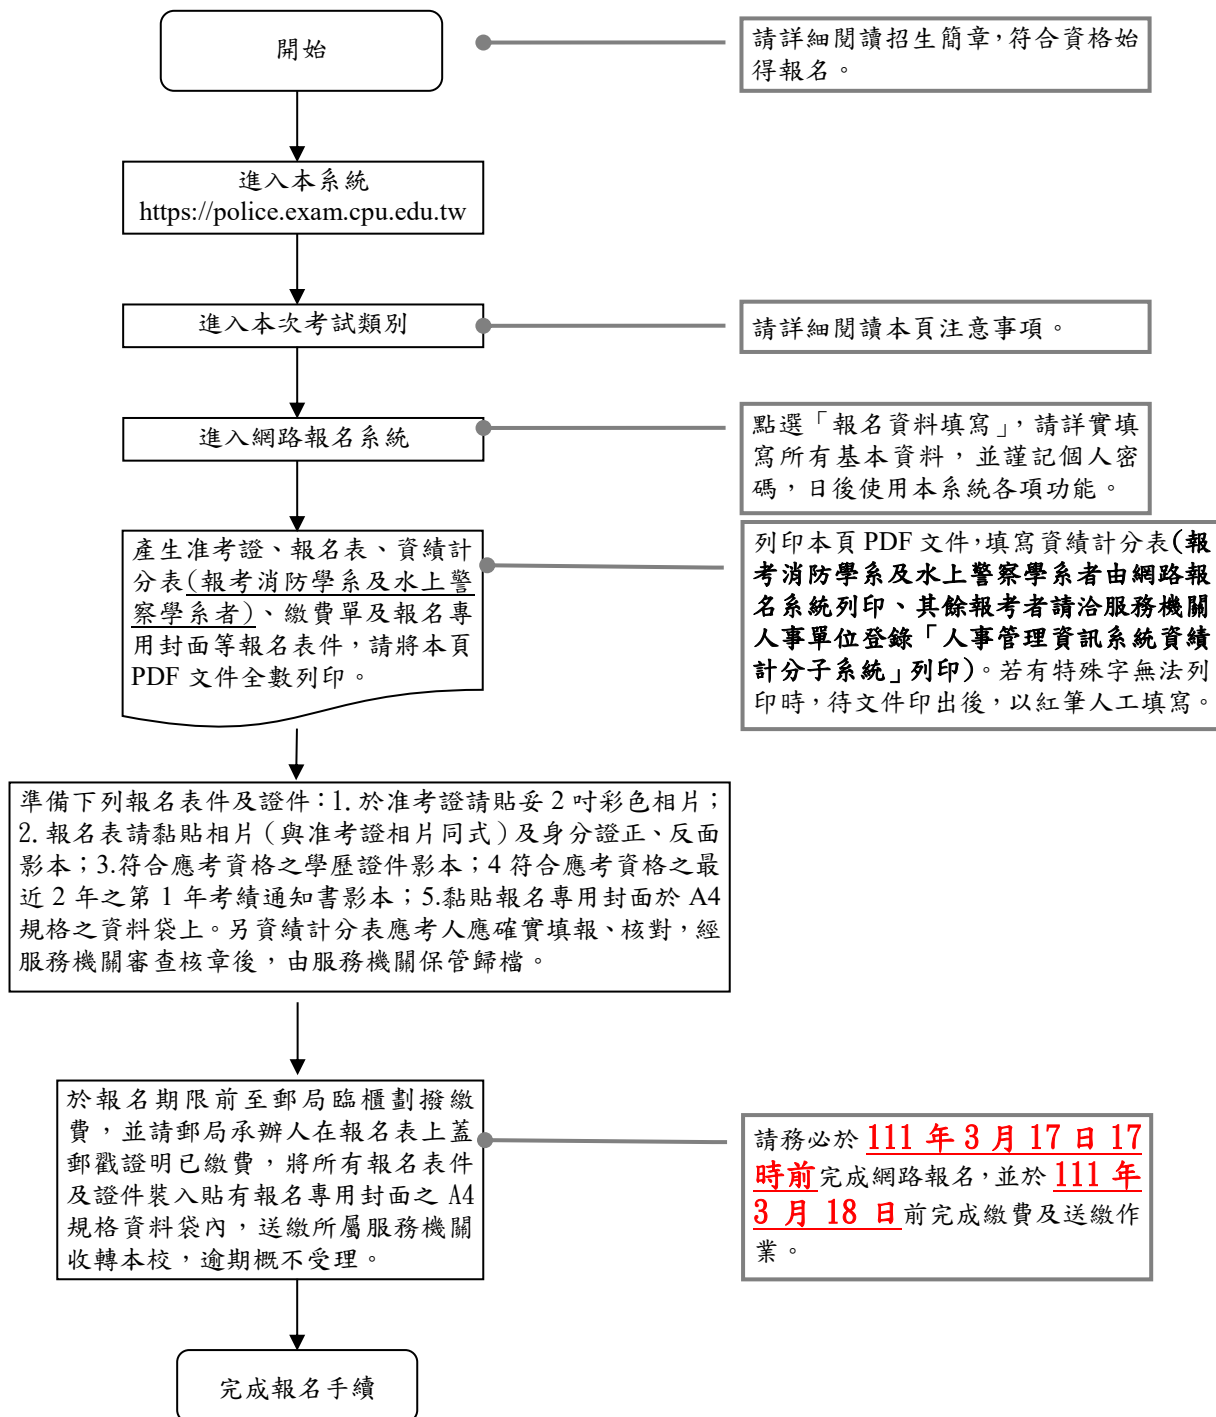 開始
請詳細閱讀招生簡章，符合資格始
得報名。
進入本系統
https://police.exam.cpu.edu.tw
進入本次考試類別
請詳細閱讀本頁注意事項。
進入網路報名系統
點選「報名資料填寫」，請詳實填
寫所有基本資料，並謹記個人密
碼，日後使用本系統各項功能。
產生准考證、報名表、資績計
分表(報考消防學系及水上警
察學系者)、繳費單及報名專
用封面等報名表件，請將本頁
PDF 文件全數列印。
列印本頁 PDF 文件，填寫資績計分表(報
考消防學系及水上警察學系者由網路報
名系統列印、其餘報考者請洽服務機關
人事單位登錄「人事管理資訊系統資績
計分子系統」列印)。若有特殊字無法列
印時，待文件印出後，以紅筆人工填寫。
準備下列報名表件及證件：1. 於准考證請貼妥 2 吋彩色相片；
2. 報名表請黏貼相片（與准考證相片同式）及身分證正、反面
影本；3.符合應考資格之學歷證件影本；4 符合應考資格之最
近 2 年之第 1 年考績通知書影本；5.黏貼報名專用封面於 A4
規格之資料袋上。另資績計分表應考人應確實填報、核對，經
服務機關審查核章後，由服務機關保管歸檔。
於報名期限前至郵局臨櫃劃撥繳
費，並請郵局承辦人在報名表上蓋
郵戳證明已繳費，將所有報名表件
及證件裝入貼有報名專用封面之 A4
規格資料袋內，送繳所屬服務機關
收轉本校，逾期概不受理。
請務必於 111 年 3 月 17 日 17
時前完成網路報名，並於 111 年
3 月 18 日前完成繳費及送繳作
業。
完成報名手續